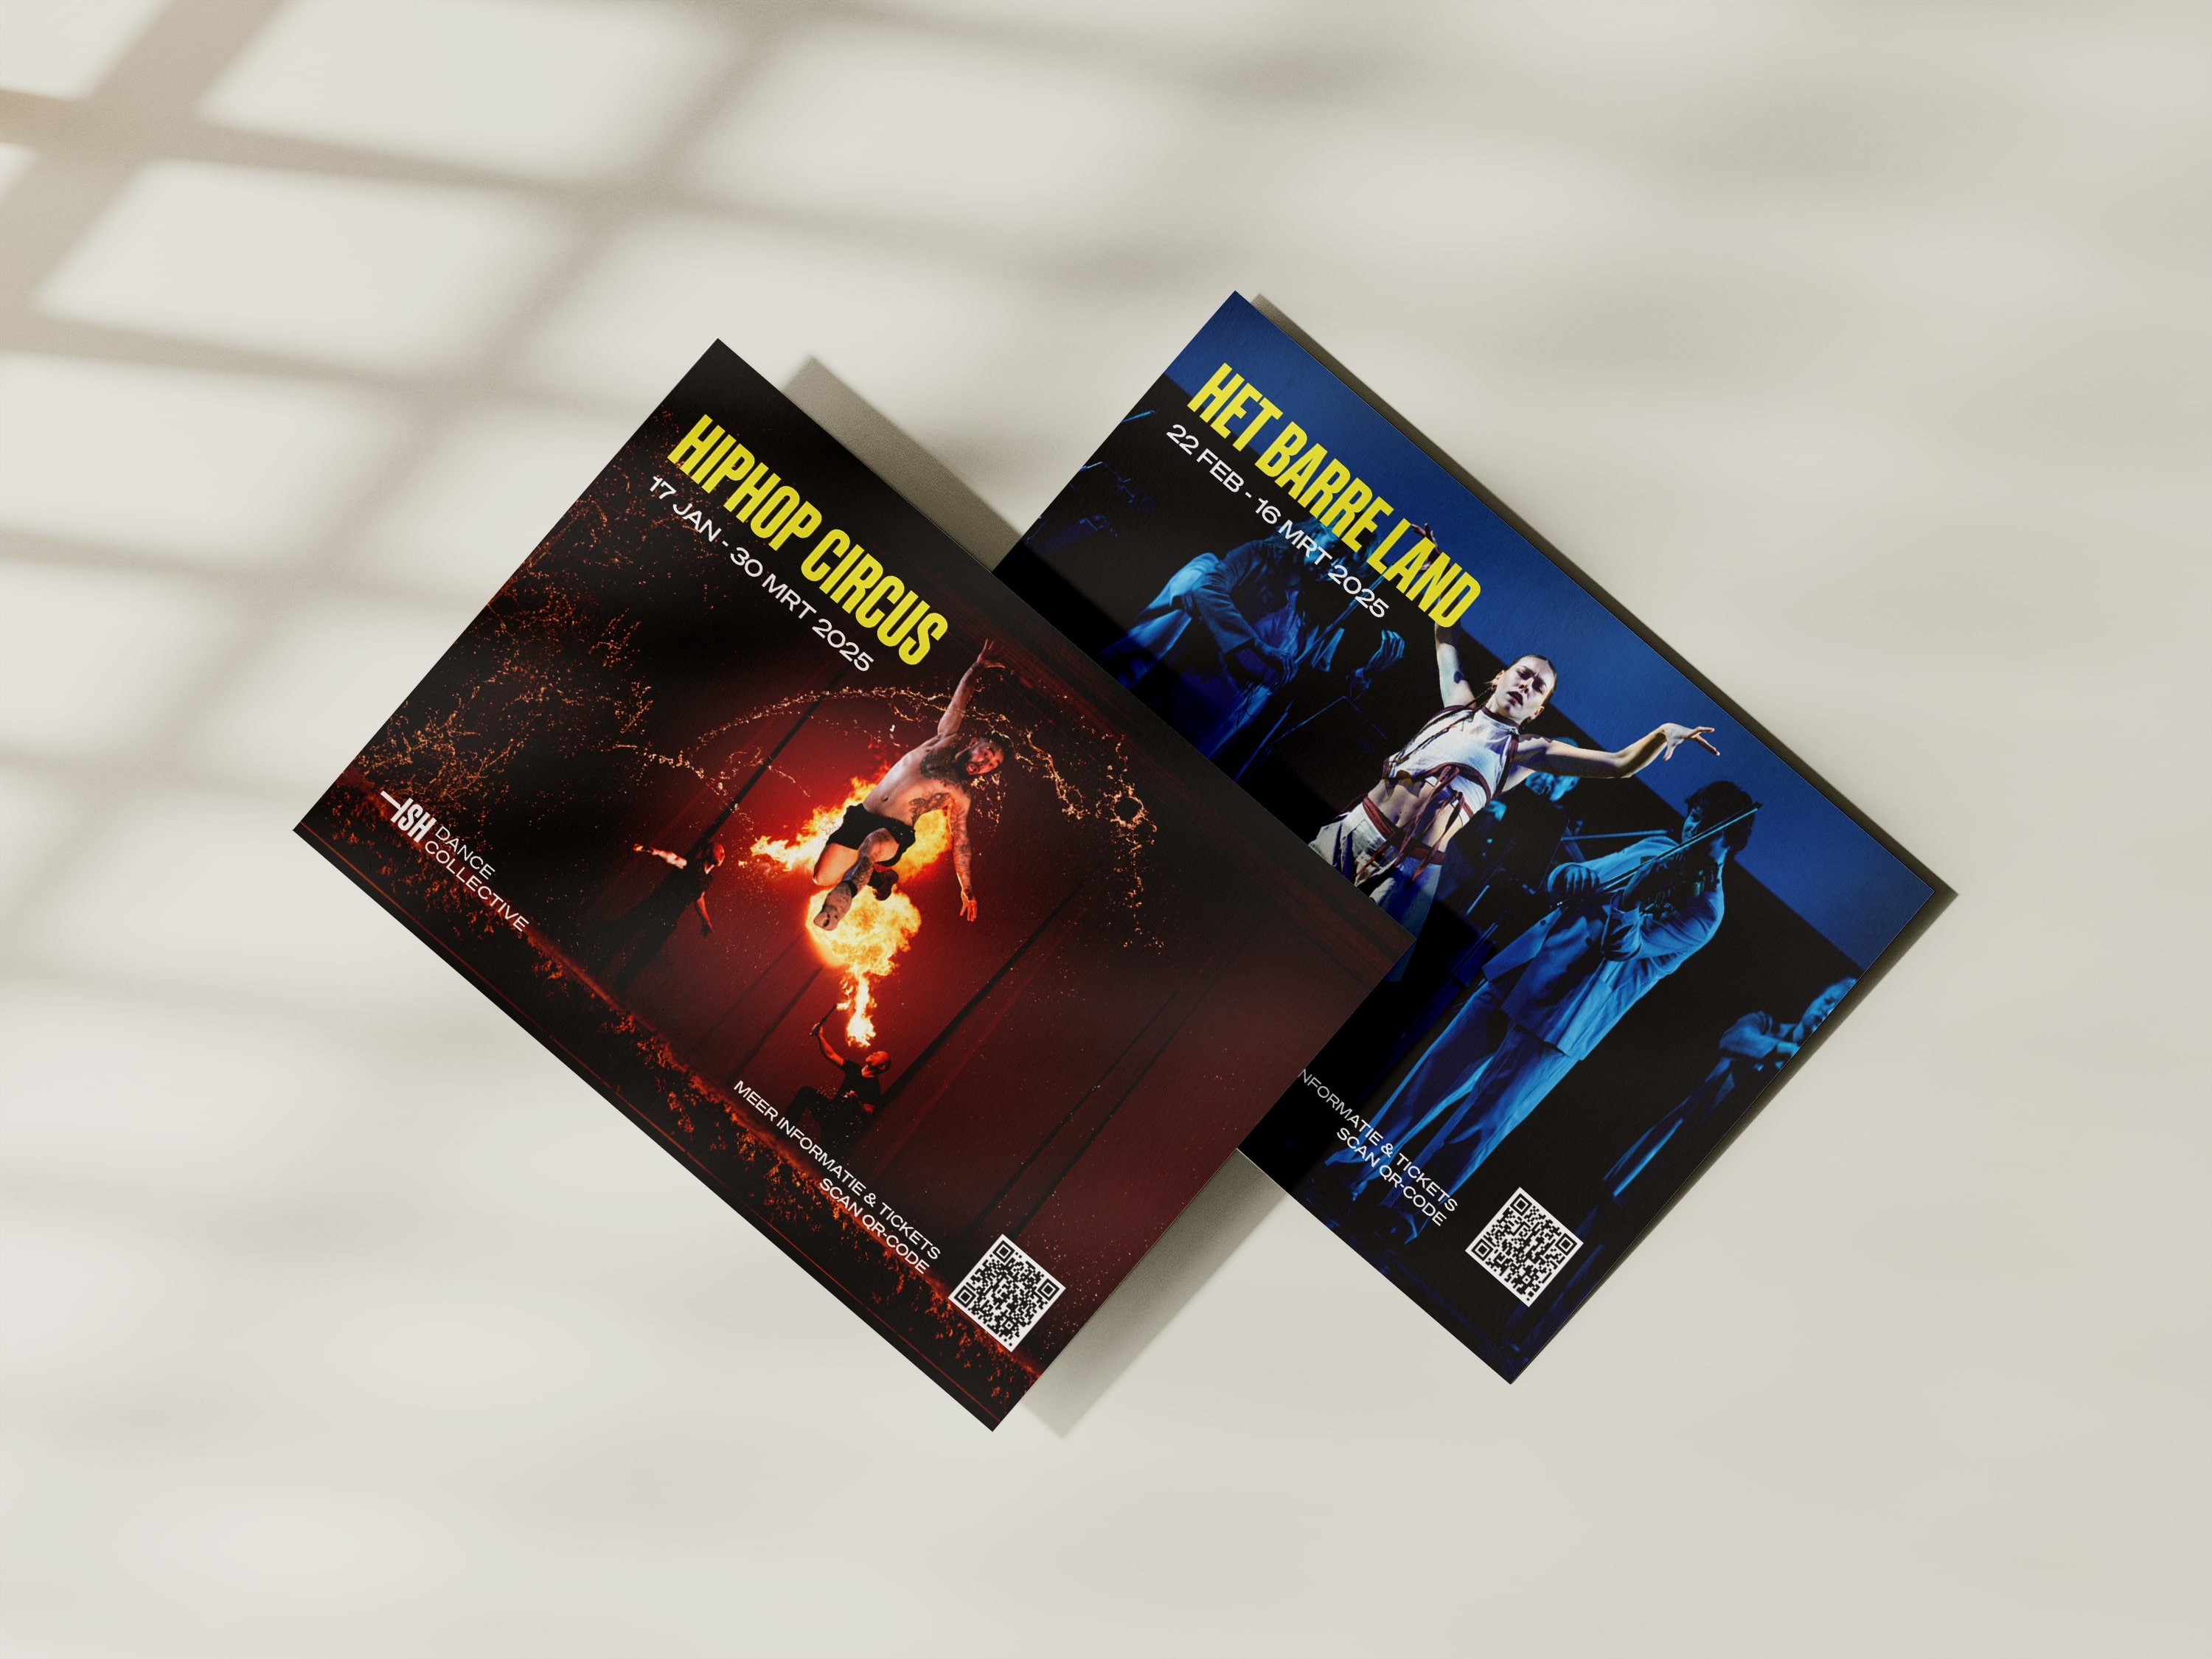 HIPHOP CIRCUS
17 JAN - 30 MRT 2025
—ISH DANCE
COLLECTIVE
MEER INFORMATIE & TICKETS
SCAN QR-CODE
HET BARRE LAND
22 FEB - 16 MRT 2025
& TICKETS
SCAN QR-CODE